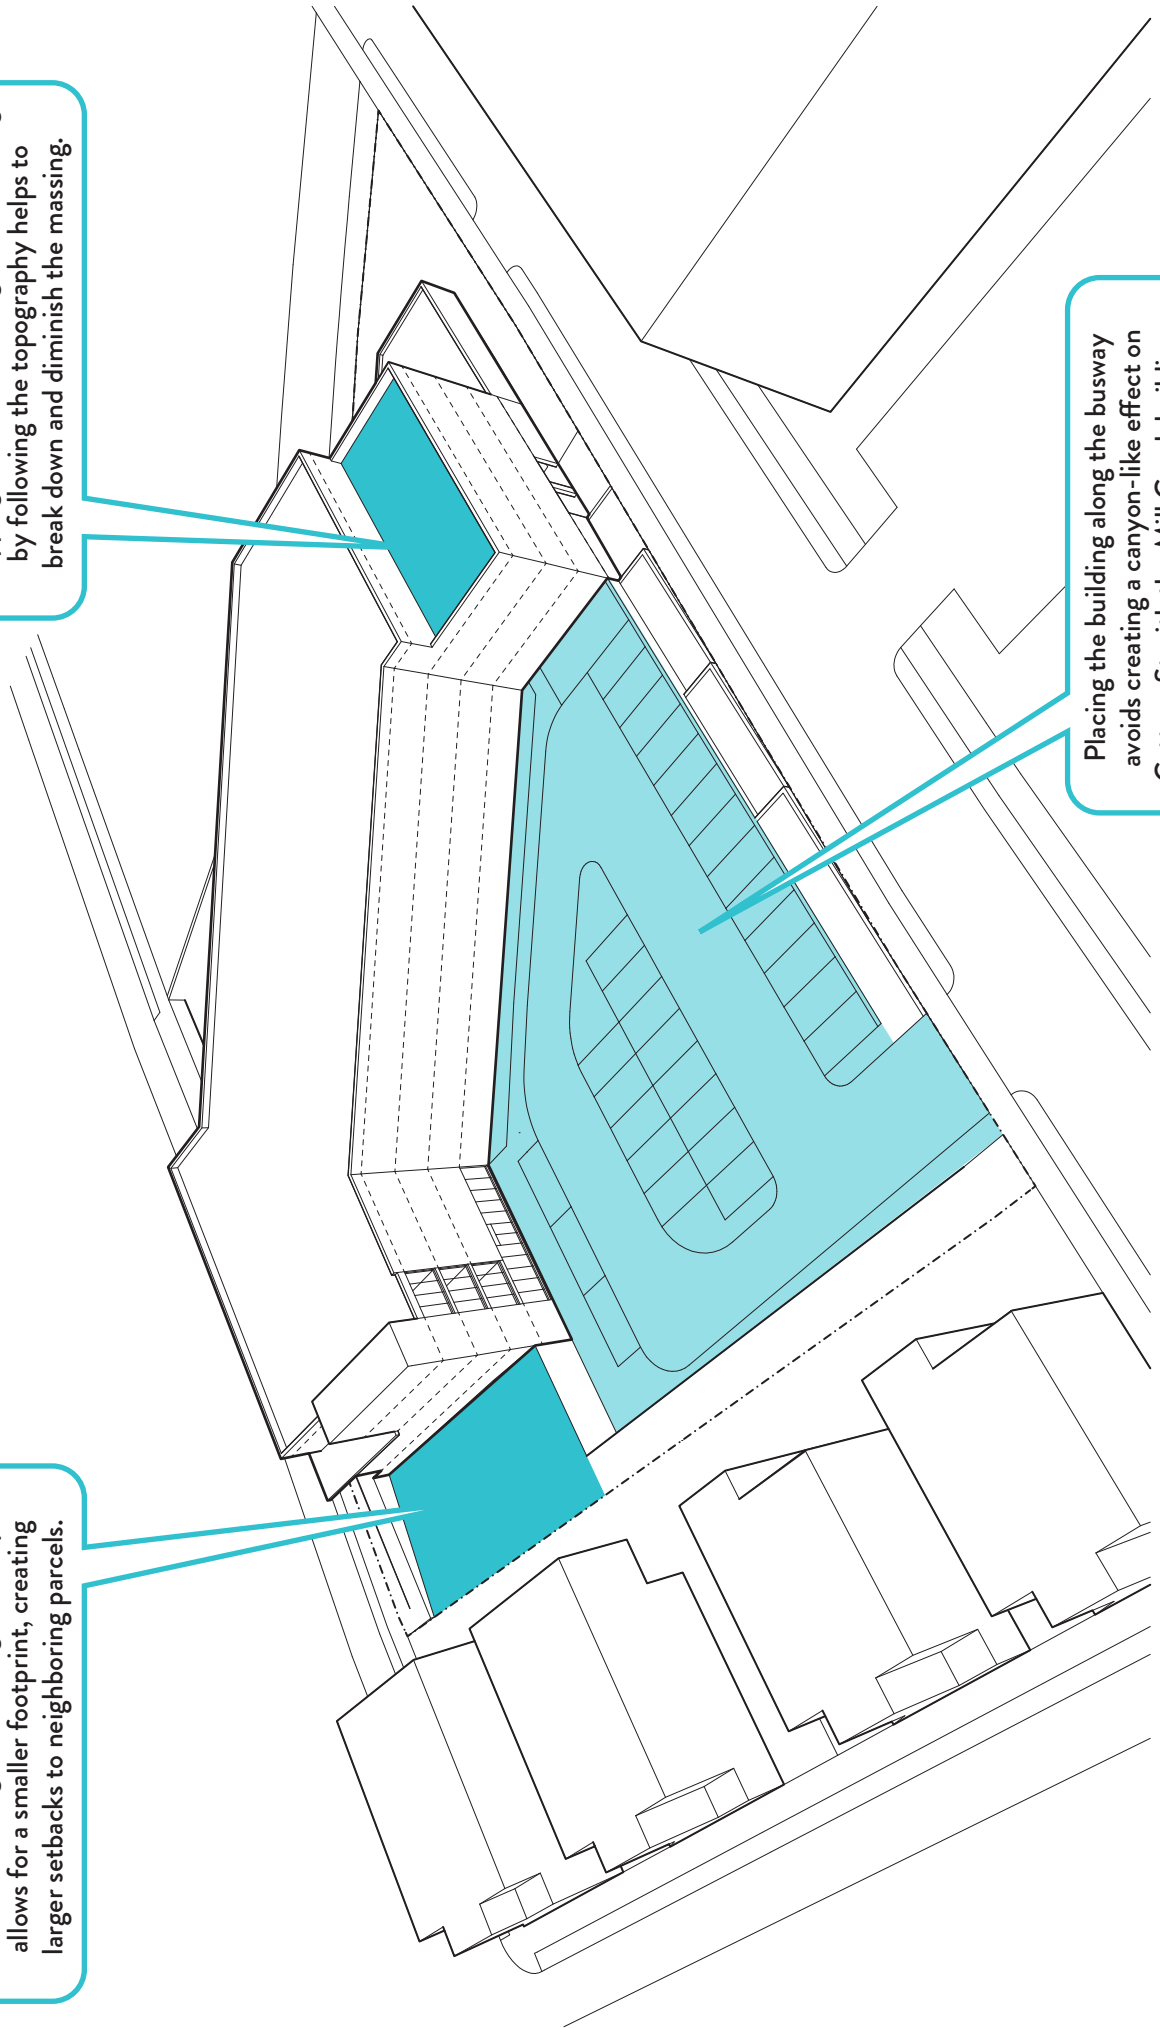 allows for a smaller footprint, creating
larger setbacks to neighboring parcels.
by following the topography helps to
break down and diminish the massing.
Placing the building along the busway
avoids creating a canyon-like effect on